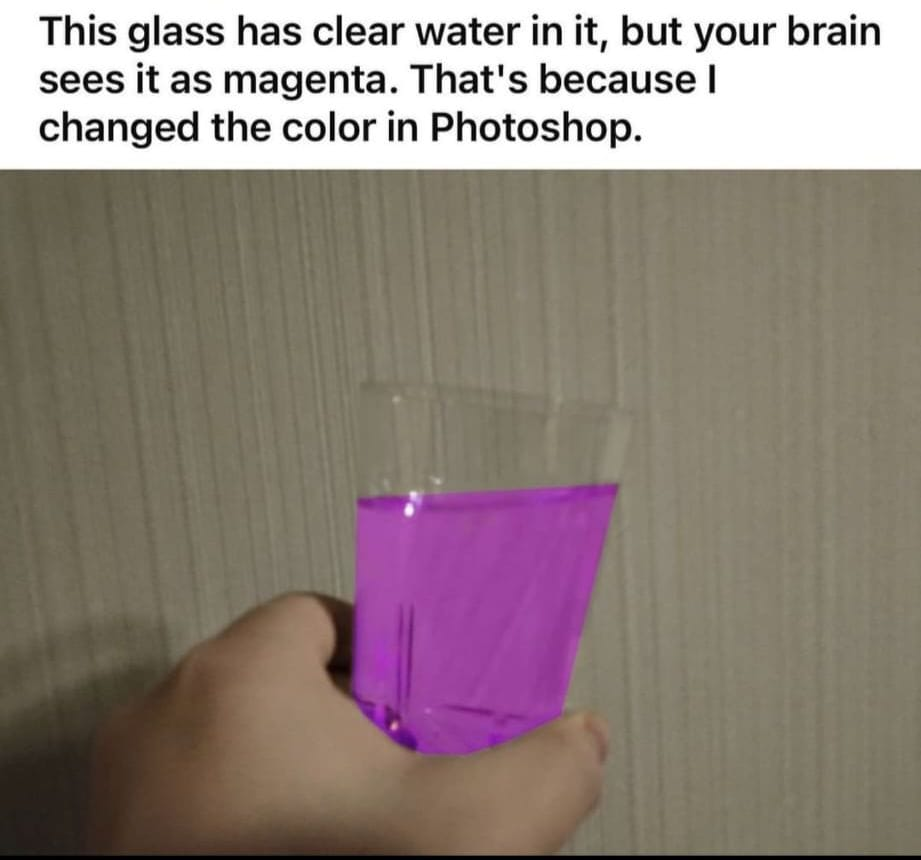 This glass has clear water in it, but your brain
sees it as magenta. That's because I
changed the color in Photoshop.